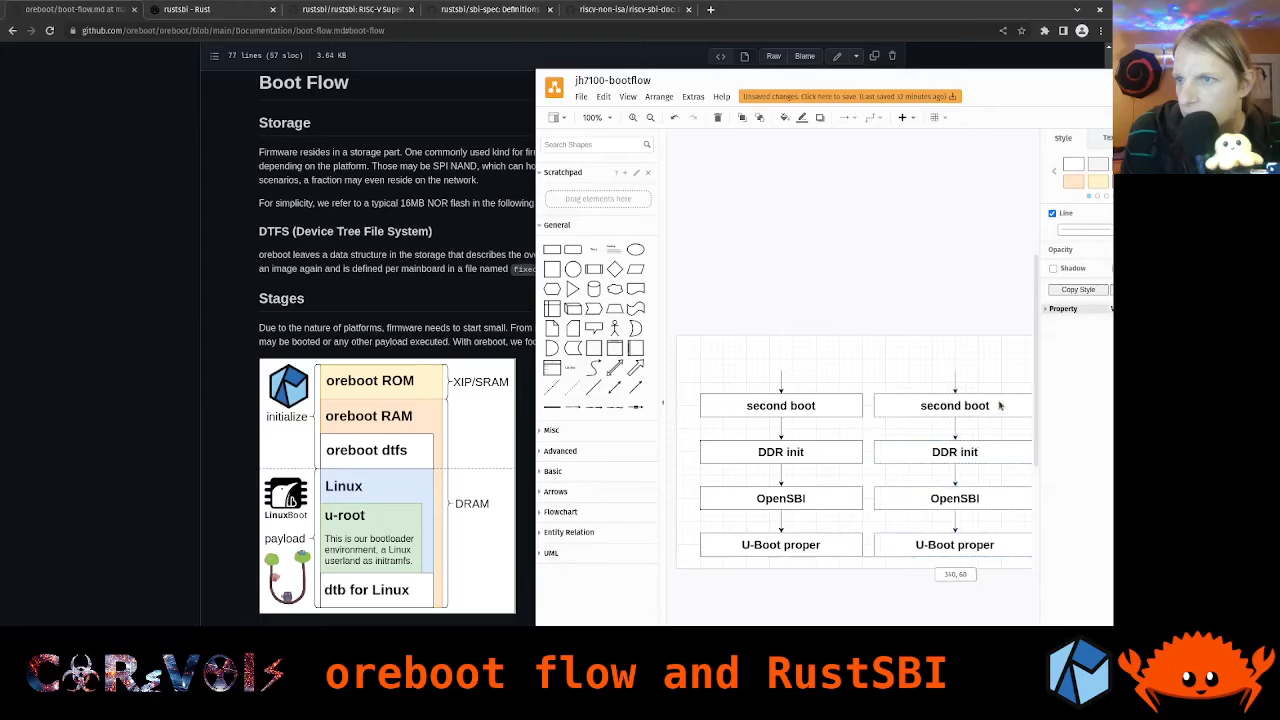 oreboot/boot-flow.md at m
rustsbi - Rust
rustsbi/rustsbi: RISC-V Super
rustsbi/sbi-spec: Definitions
riscv-non-isa/riscv-sbi-doc:
github.com/oreboot/oreboot/blob/main/Documentation/boot-flow.md#boot-flow
77 lines (57 sloc) 3.64 KB
Raw
Blame
Boot Flow
Storage
Firmware resides in a storage part. One commonly used kind for fir
depending on the platform. These may be SPI NAND, which can ho
scenarios, a fraction may even reside on the network.
For simplicity, we refer to a typical 16MB NOR flash in the following
DTFS (Device Tree File System)
oreboot leaves a data structure in the storage that describes the ove
an image again and is defined per mainboard in a file named fixed
Stages
Due to the nature of platforms, firmware needs to start small. From
may be booted or any other payload executed. With oreboot, we foc
oreboot ROM
XIP/SRAM
initialize
oreboot RAM
oreboot dtfs
Linux
LinuxBoot
DRAM
u-root
payload
This is our bootloader
environment, a Linux
userland as initramfs.
dtb for Linux
jh7100-bootflow
File Edit View Arrange Extras Help
Unsaved changes. Click here to save. (Last saved 32 minutes ago)
100%
Search Shapes
Scratchpad
Drag elements here
General
Misc
Advanced
Basic
Arrows
Flowchart
Entity Relation
UML
second boot
second boot
DDR init
DDR init
OpenSBI
OpenSBI
U-Boot proper
U-Boot proper
340, 60
Style
Line
Opacity
Shadow
Copy Style
Property
oreboot flow and RustSBI